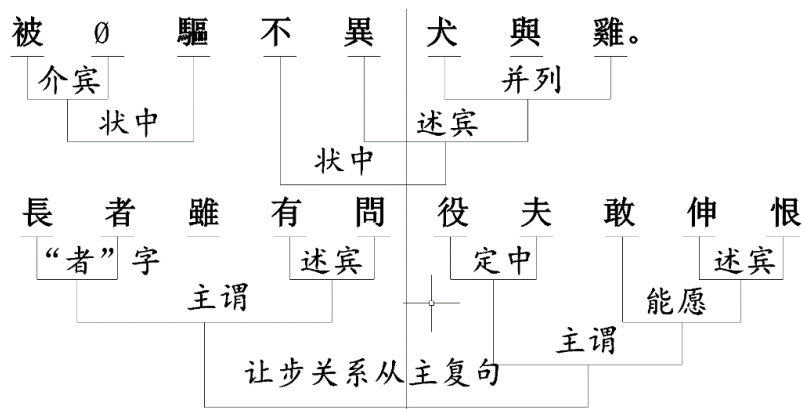 被 Ø 驅 不 異 犬 與 雞。
介宾 并列
状中 述宾
状中
長 者 雖 有 問 役 夫 敢 伸 恨
“者”字 述宾 定中 述宾
主谓 能愿
主谓
让步关系从主复句